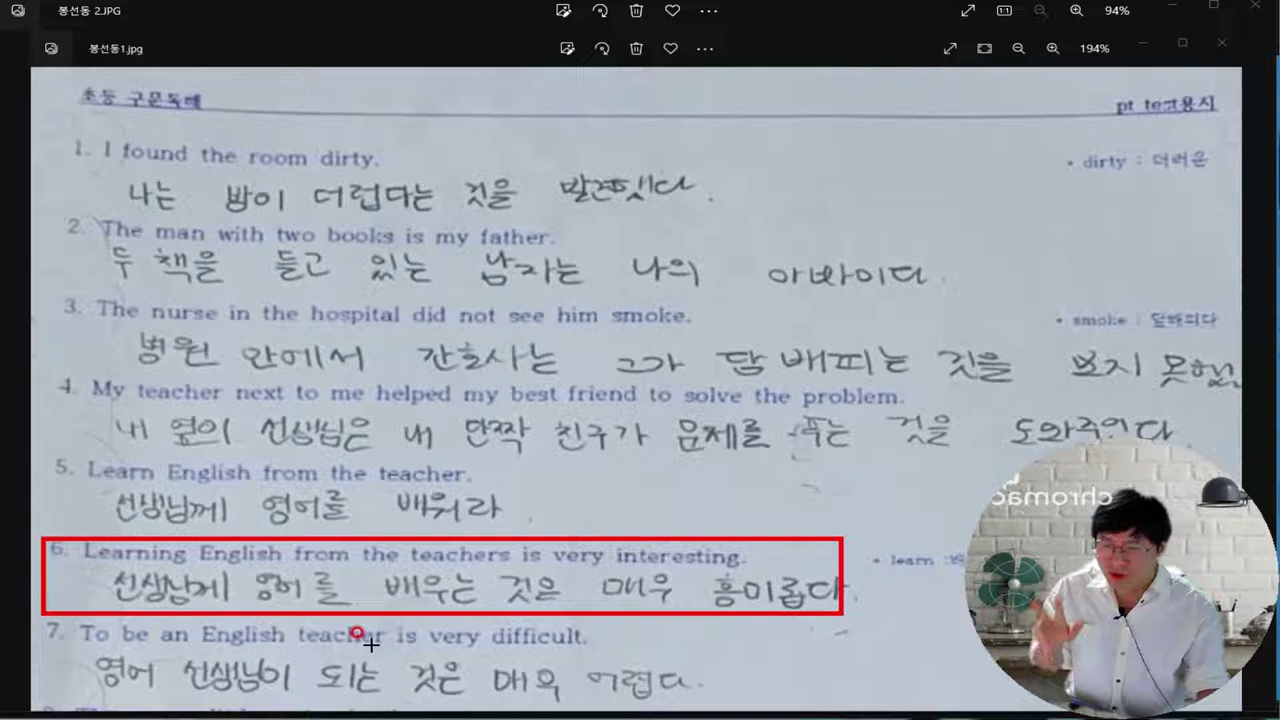 봉선동 2.JPG
94%
봉선동1.jpg
194%
초등 구문독해
pt test용지
1. I found the room dirty.
• dirty : 더러운
나는 방이 더럽다는 것을 발견했다.
2. The man with two books is my father.
두 책을 들고 있는 남자는 나의 아빠이다.
3. The nurse in the hospital did not see him smoke.
• smoke : 담배피다
병원 안에서 간호사는 그가 담배피는 것을 보지 못했
4. My teacher next to me helped my best friend to solve the problem.
내 옆의 선생님은 내 단짝 친구가 문제를 푸는 것을 도와주었다
5. Learn English from the teacher.
선생님께 영어를 배워라.
chromac
6. Learning English from the teachers is very interesting.
• learn :
선생님께 영어를 배우는 것은 매우 흥미롭다.
7. To be an English teacher is very difficult.
영어 선생님이 되는 것은 매우 어렵다.